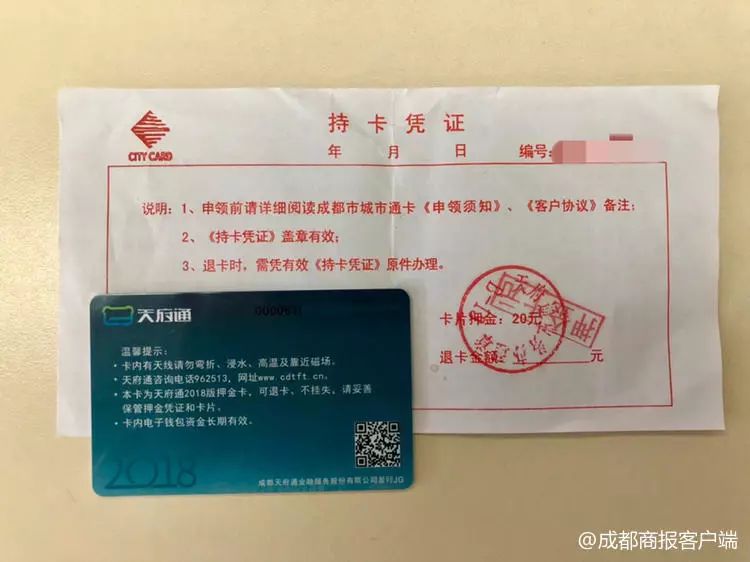 持卡凭证
CITY CARD
年 月 日 编号:
说明: 1、申领前请详细阅读成都市城市通卡《申领须知》、《客户协议》备注;
2、《持卡凭证》盖章有效;
3、退卡时，需凭有效《持卡凭证》原件办理。
卡片押金: 20元
押
退卡金额: 元
天府通
温馨提示:
·卡内有天线请勿弯折、浸水、高温及靠近磁场。
·天府通咨询电话962513, 网址www.cdtft.cn。
·本卡为天府通2018版押金卡, 可退卡、不挂失, 请妥善
保管押金凭证和卡片。
·卡内电子钱包资金长期有效。
2018
成都天府通金融服务股份有限公司发行JG
@成都商报客户端